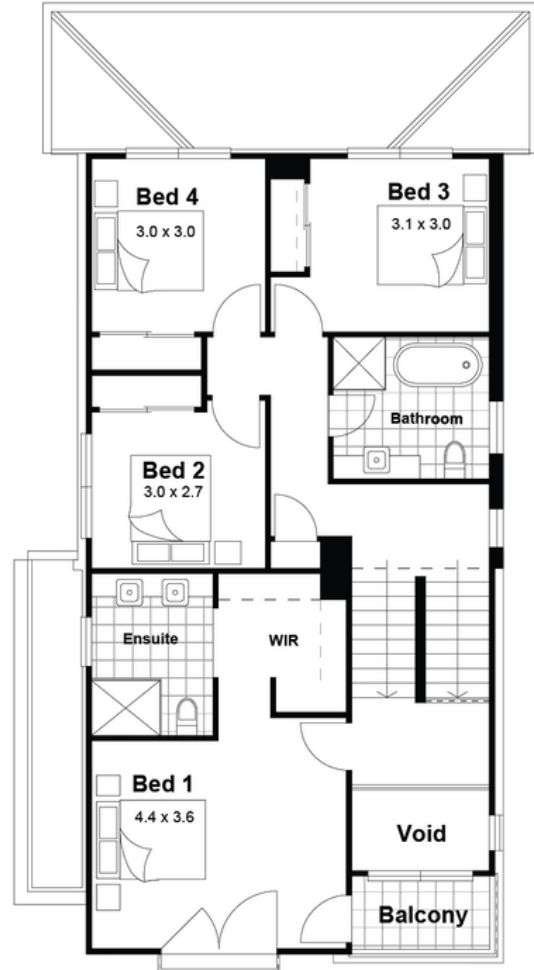 Bed 4
3.0 x 3.0
Bed 3
3.1 x 3.0
Bathroom
Bed 2
3.0 x 2.7
Ensuite
WIR
Bed 1
4.4 x 3.6
Void
Balcony